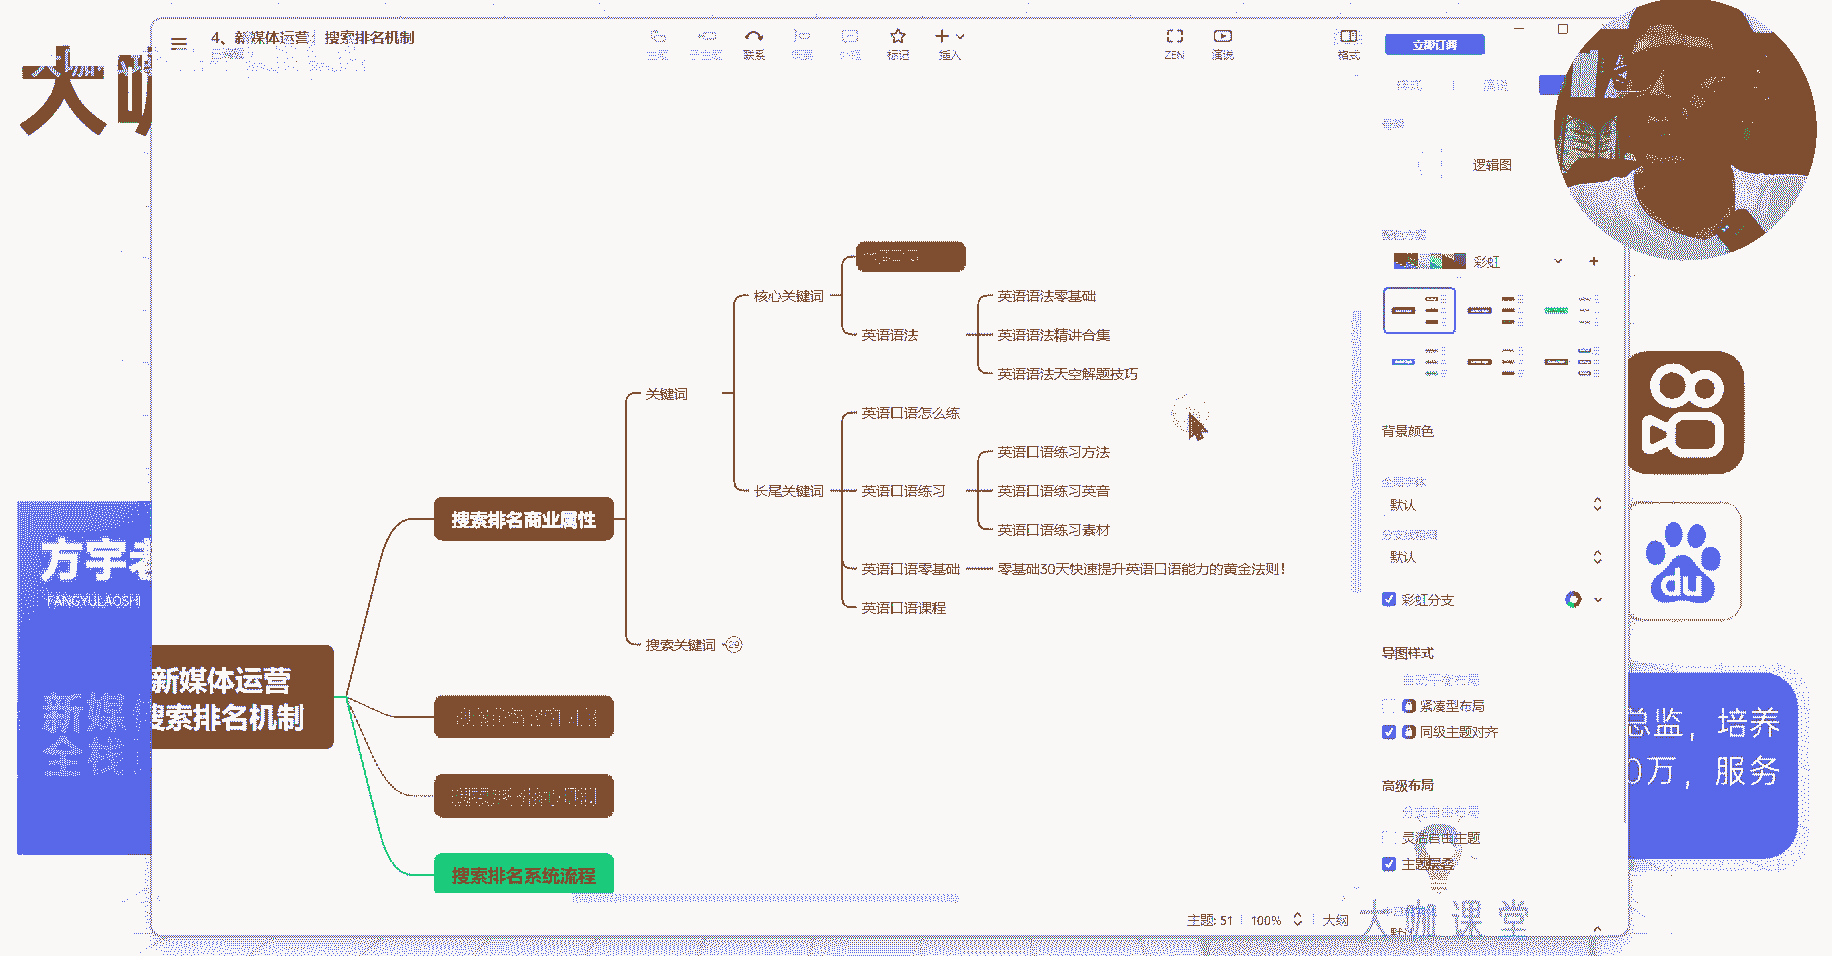 4、新媒体运营 搜索排名机制
联系
标记
插入
ZEN
演说
格式
立即订阅
大
逻辑图
彩虹
核心关键词
英语语法
英语语法零基础
英语语法精讲合集
英语语法天空解题技巧
关键词
英语口语怎么练
长尾关键词
英语口语练习
英语口语练习方法
英语口语练习英音
英语口语练习素材
英语口语零基础
零基础30天快速提升英语口语能力的黄金法则！
英语口语课程
搜索关键词
搜索排名商业属性
新媒体运营
搜索排名机制
搜索排名系统流程
背景颜色
默认
默认
彩虹分支
导图样式
紧凑型布局
同级主题对齐
高级布局
灵活自由主题
主题层叠
主题: 51
100%
大纲
大咖课堂
方宇老
FANGYULAOSHI
新媒
全栈
du
总监，培养
0万，服务